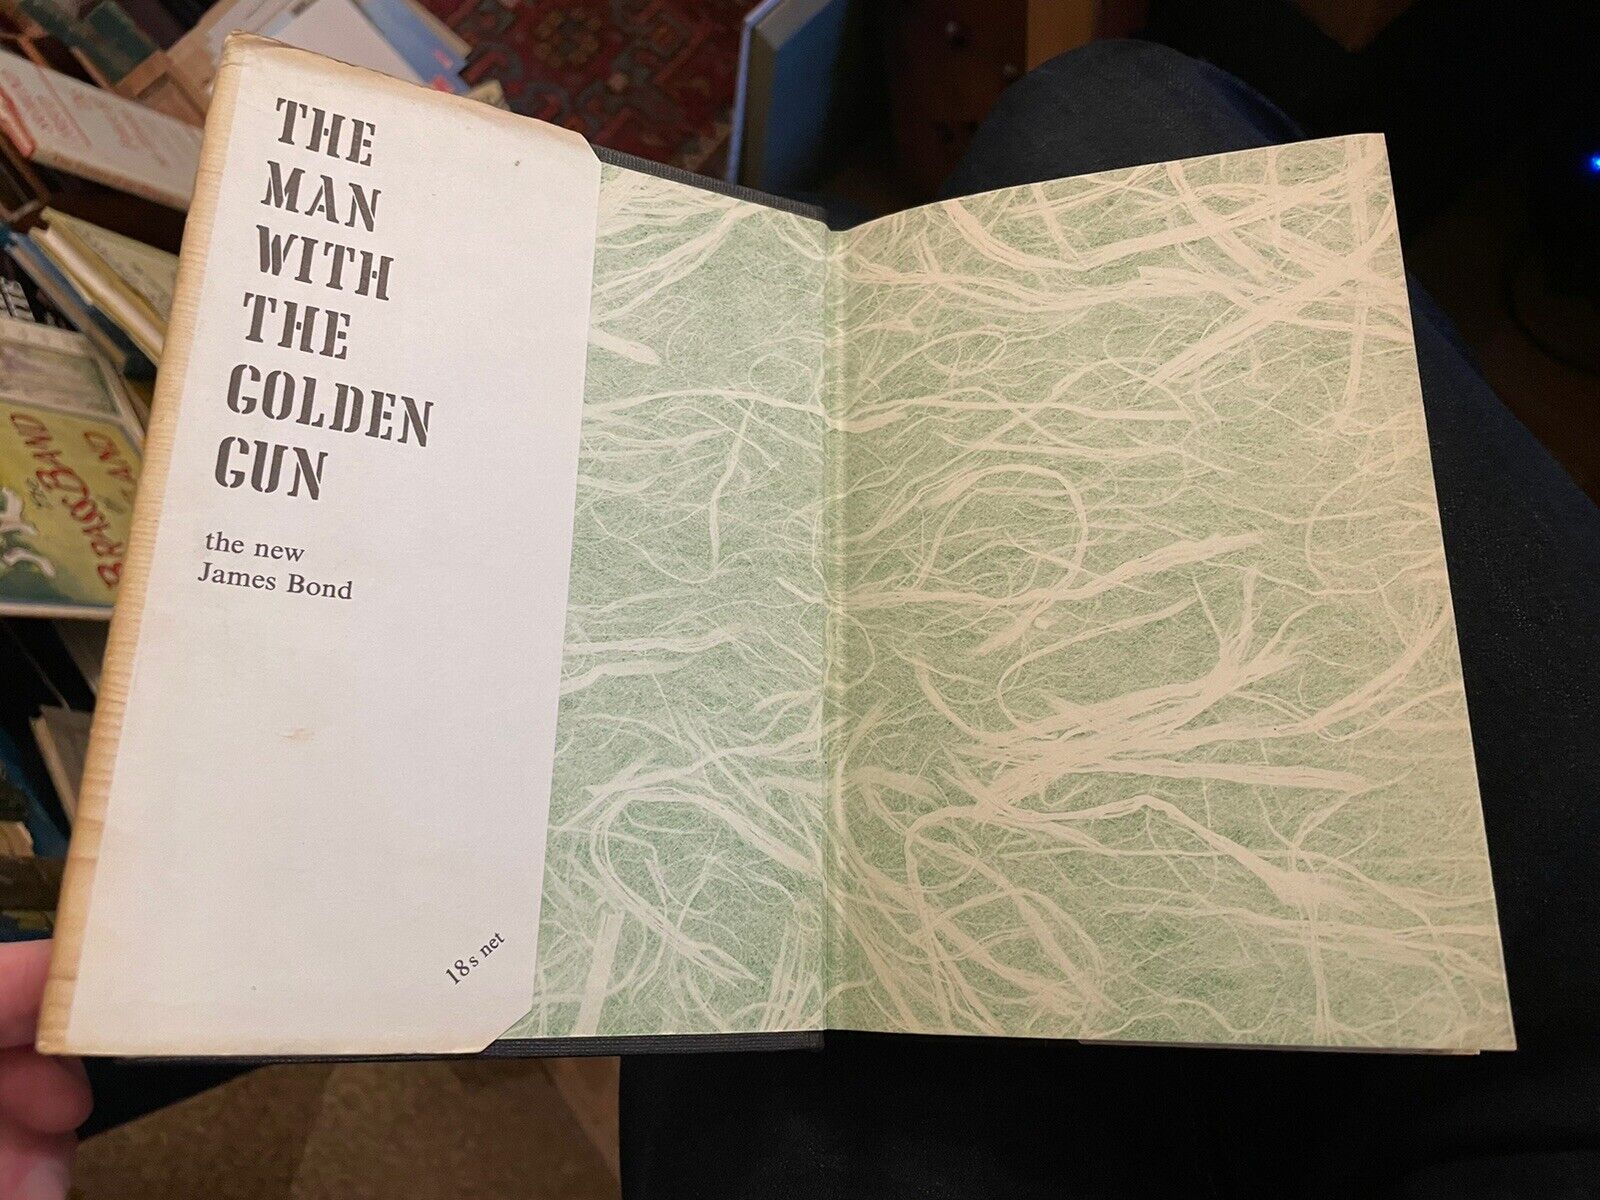 THE
MAN
WITH
THE
GOLDEN
GUN
the new
James Bond
18s net